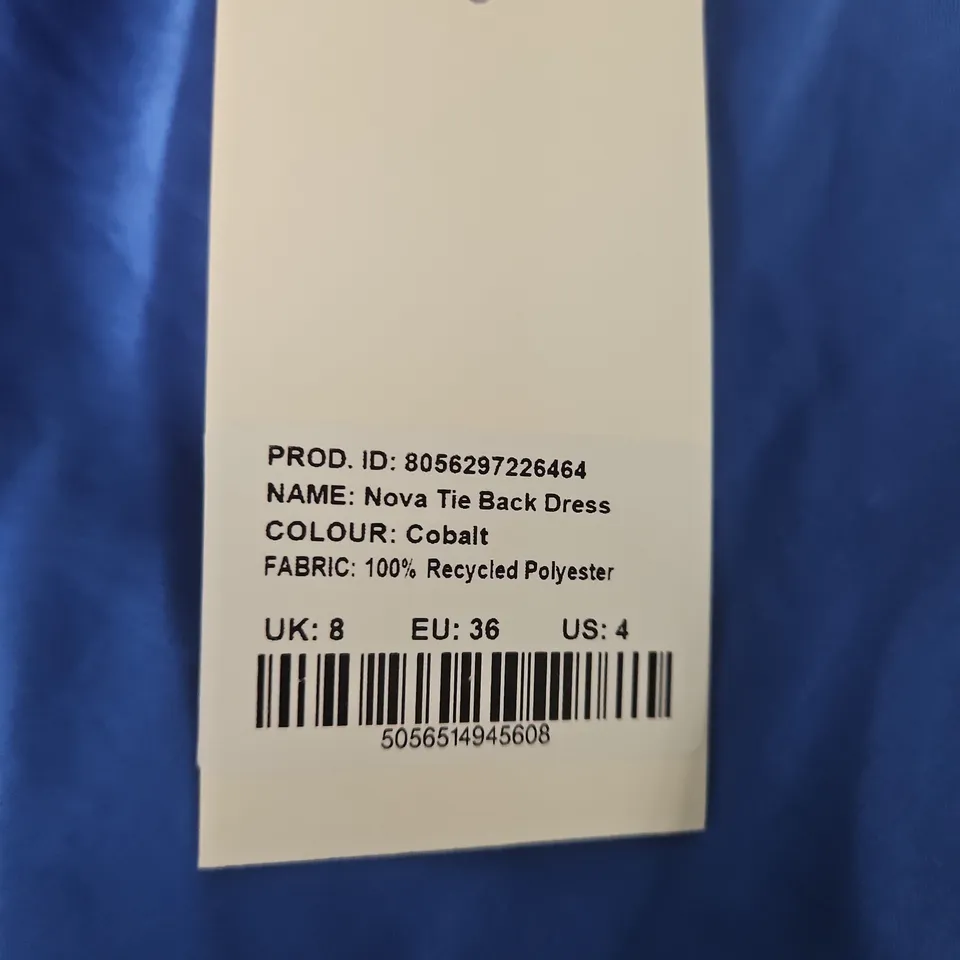 PROD. ID: 8056297226464
NAME: Nova Tie Back Dress
COLOUR: Cobalt
FABRIC: 100% Recycled Polyester
UK: 8 EU: 36 US: 4
5056514945608